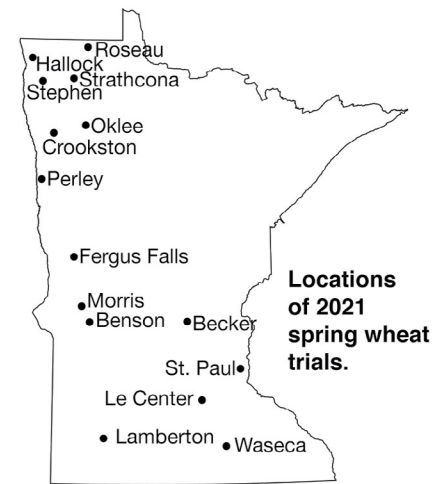 Roseau
Hallock
Strathcona
Stephen
Oklee
Crookston
Perley
Fergus Falls
Locations
of 2021
spring wheat
trials.
Morris
Benson
Becker
St. Paul
Le Center
Lamberton
Waseca